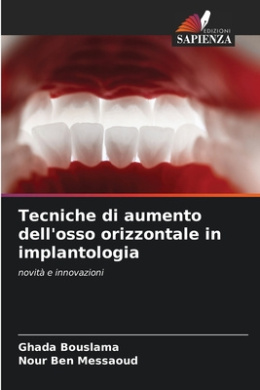 EDIZIONI
SAPIENZA
Tecniche di aumento
dell'osso orizzontale in
implantologia
novità e innovazioni
Ghada Bouslama
Nour Ben Messaoud